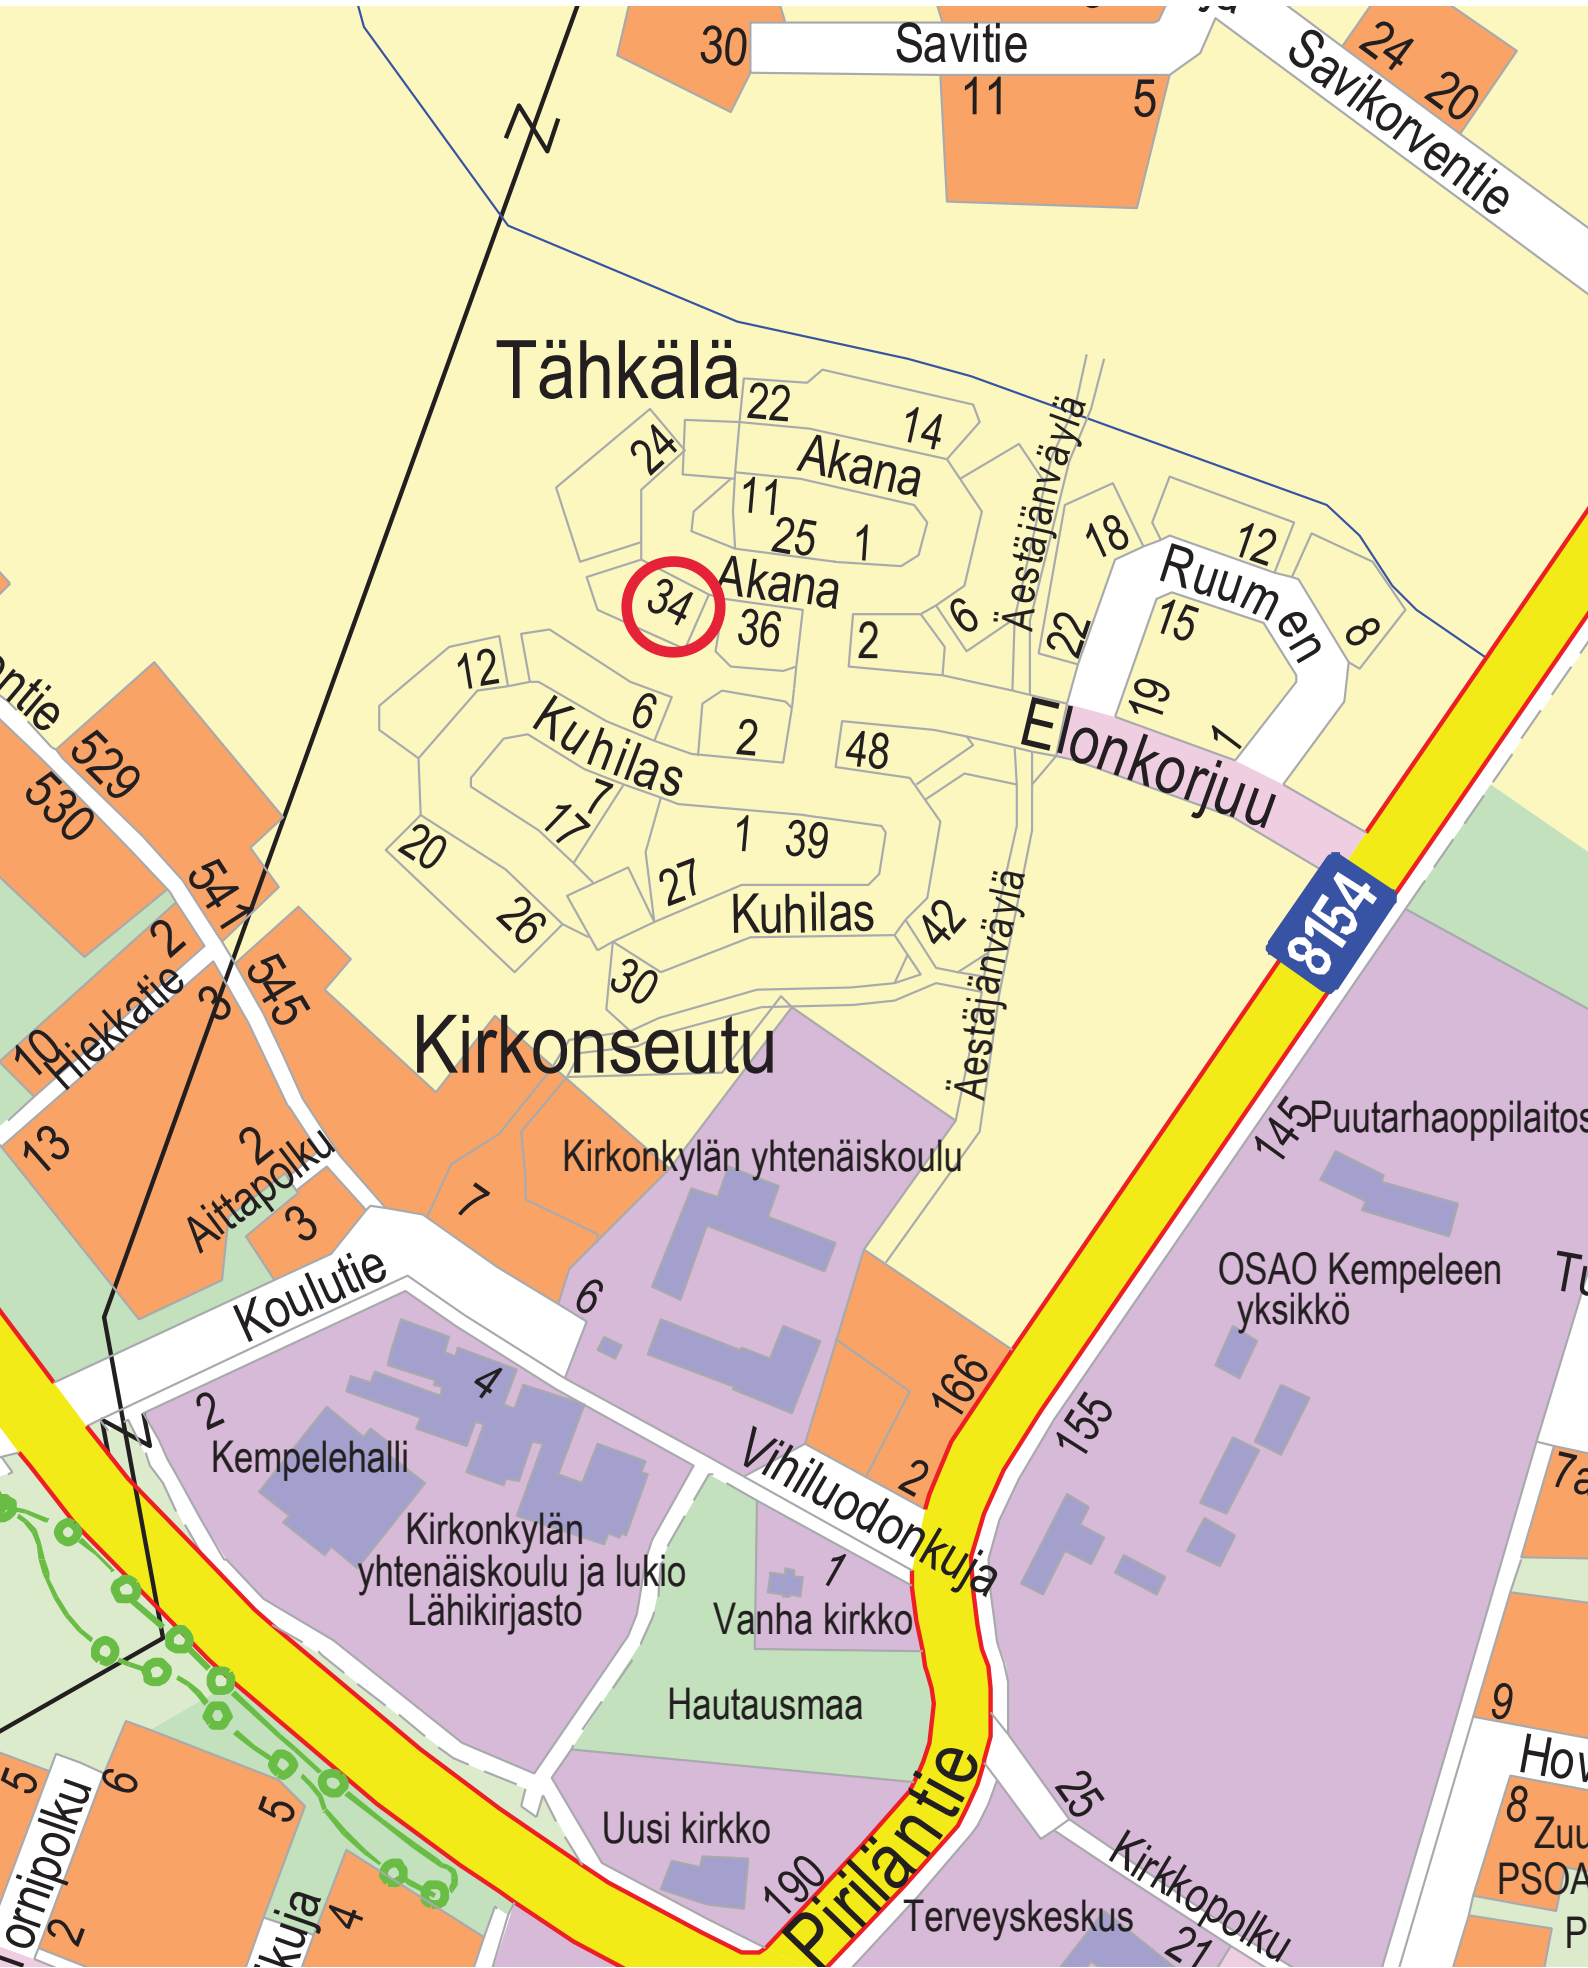 30
Savitie
11
5
24
20
Savikorventie
Tähkälä
22
14
24
Akana
11
25
1
Akana
34
36
2
6
Äestäjänväylä
18
22
12
Ruumen
15
8
19
1
12
6
Kuhilas
2
48
Elonkorjuu
7
17
1
39
20
27
26
Kuhilas
42
30
Äestäjänväylä
8154
529
530
541
2
545
Hiekkatie
3
10
13
2
Aittapolku
3
Kirkonseutu
7
Kirkonkylän yhtenäiskoulu
6
145
Puutarhaoppilaitos
OSAO Kempeleen
yksikkö
Koulutie
2
4
Kempelehalli
Kirkonkylän
yhtenäiskoulu ja lukio
Lähikirjasto
166
155
2
Vihiluodonkuja
1
Vanha kirkko
Hautausmaa
7a
9
8
25
Uusi kirkko
190
Piriläntie
Terveyskeskus
Kirkkopolku
21
PSOA
5
6
5
2
4